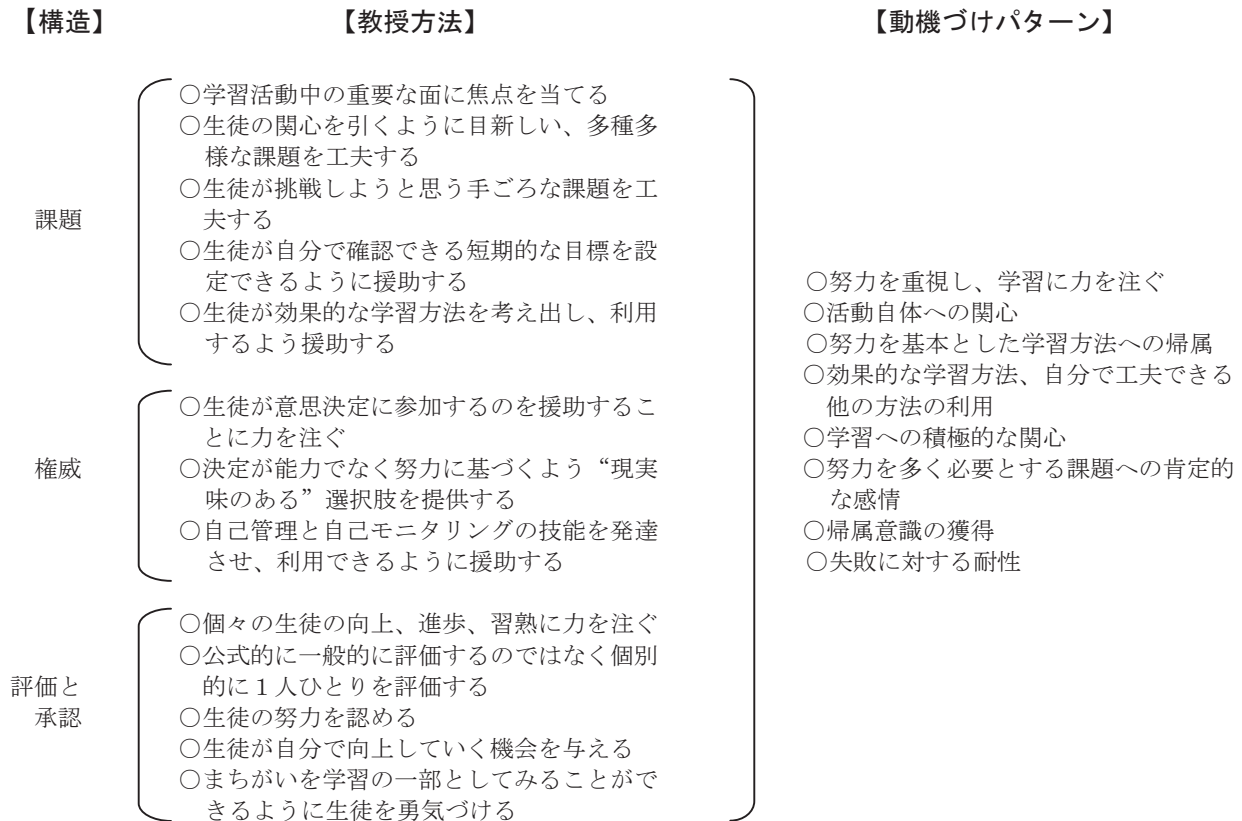 【構造】 【教授方法】 【動機づけパターン】
課題
○学習活動中の重要な面に焦点を当てる
○生徒の関心を引くように目新しい、多種多
様な課題を工夫する
○生徒が挑戦しようと思う手ごろな課題を工
夫する
○生徒が自分で確認できる短期的な目標を設
定できるように援助する
○生徒が効果的な学習方法を考え出し、利用
するよう援助する
権威
○生徒が意思決定に参加するのを援助するこ
とに力を注ぐ
○決定が能力でなく努力に基づくよう“現実
味のある”選択肢を提供する
○自己管理と自己モニタリングの技能を発達
させ、利用できるように援助する
評価と
承認
○個々の生徒の向上、進歩、習熟に力を注ぐ
○公式的に一般的に評価するのではなく個別
的に1人ひとりを評価する
○生徒の努力を認める
○生徒が自分で向上していく機会を与える
○まちがいを学習の一部としてみることがで
きるように生徒を勇気づける
○努力を重視し、学習に力を注ぐ
○活動自体への関心
○努力を基本とした学習方法への帰属
○効果的な学習方法、自分で工夫できる
他の方法の利用
○学習への積極的な関心
○努力を多く必要とする課題への肯定的
な感情
○帰属意識の獲得
○失敗に対する耐性